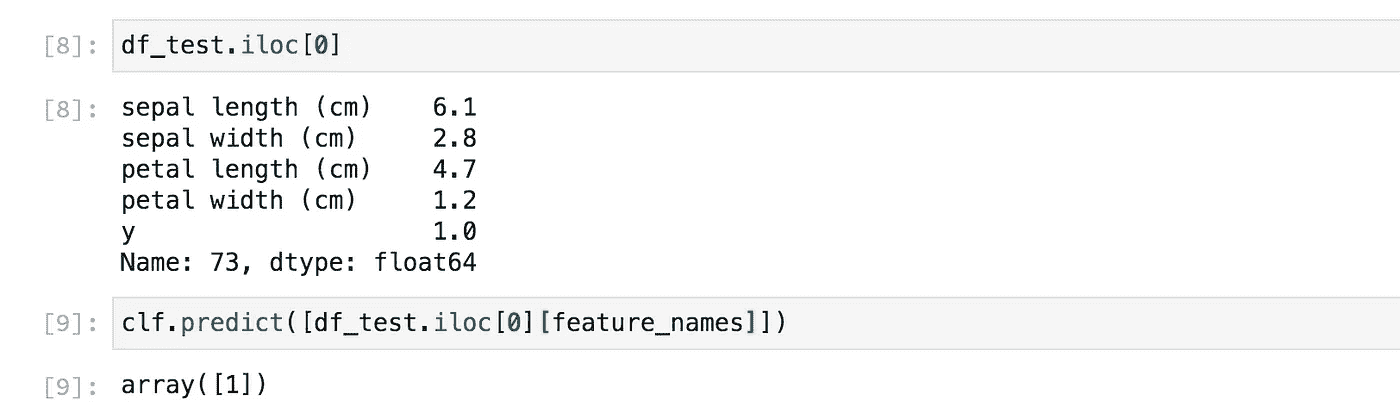 [8]: df_test.iloc[0]
[8]: sepal length (cm)    6.1
sepal width (cm)     2.8
petal length (cm)    4.7
petal width (cm)     1.2
y                    1.0
Name: 73, dtype: float64
[9]: clf.predict([df_test.iloc[0][feature_names]])
[9]: array([1])